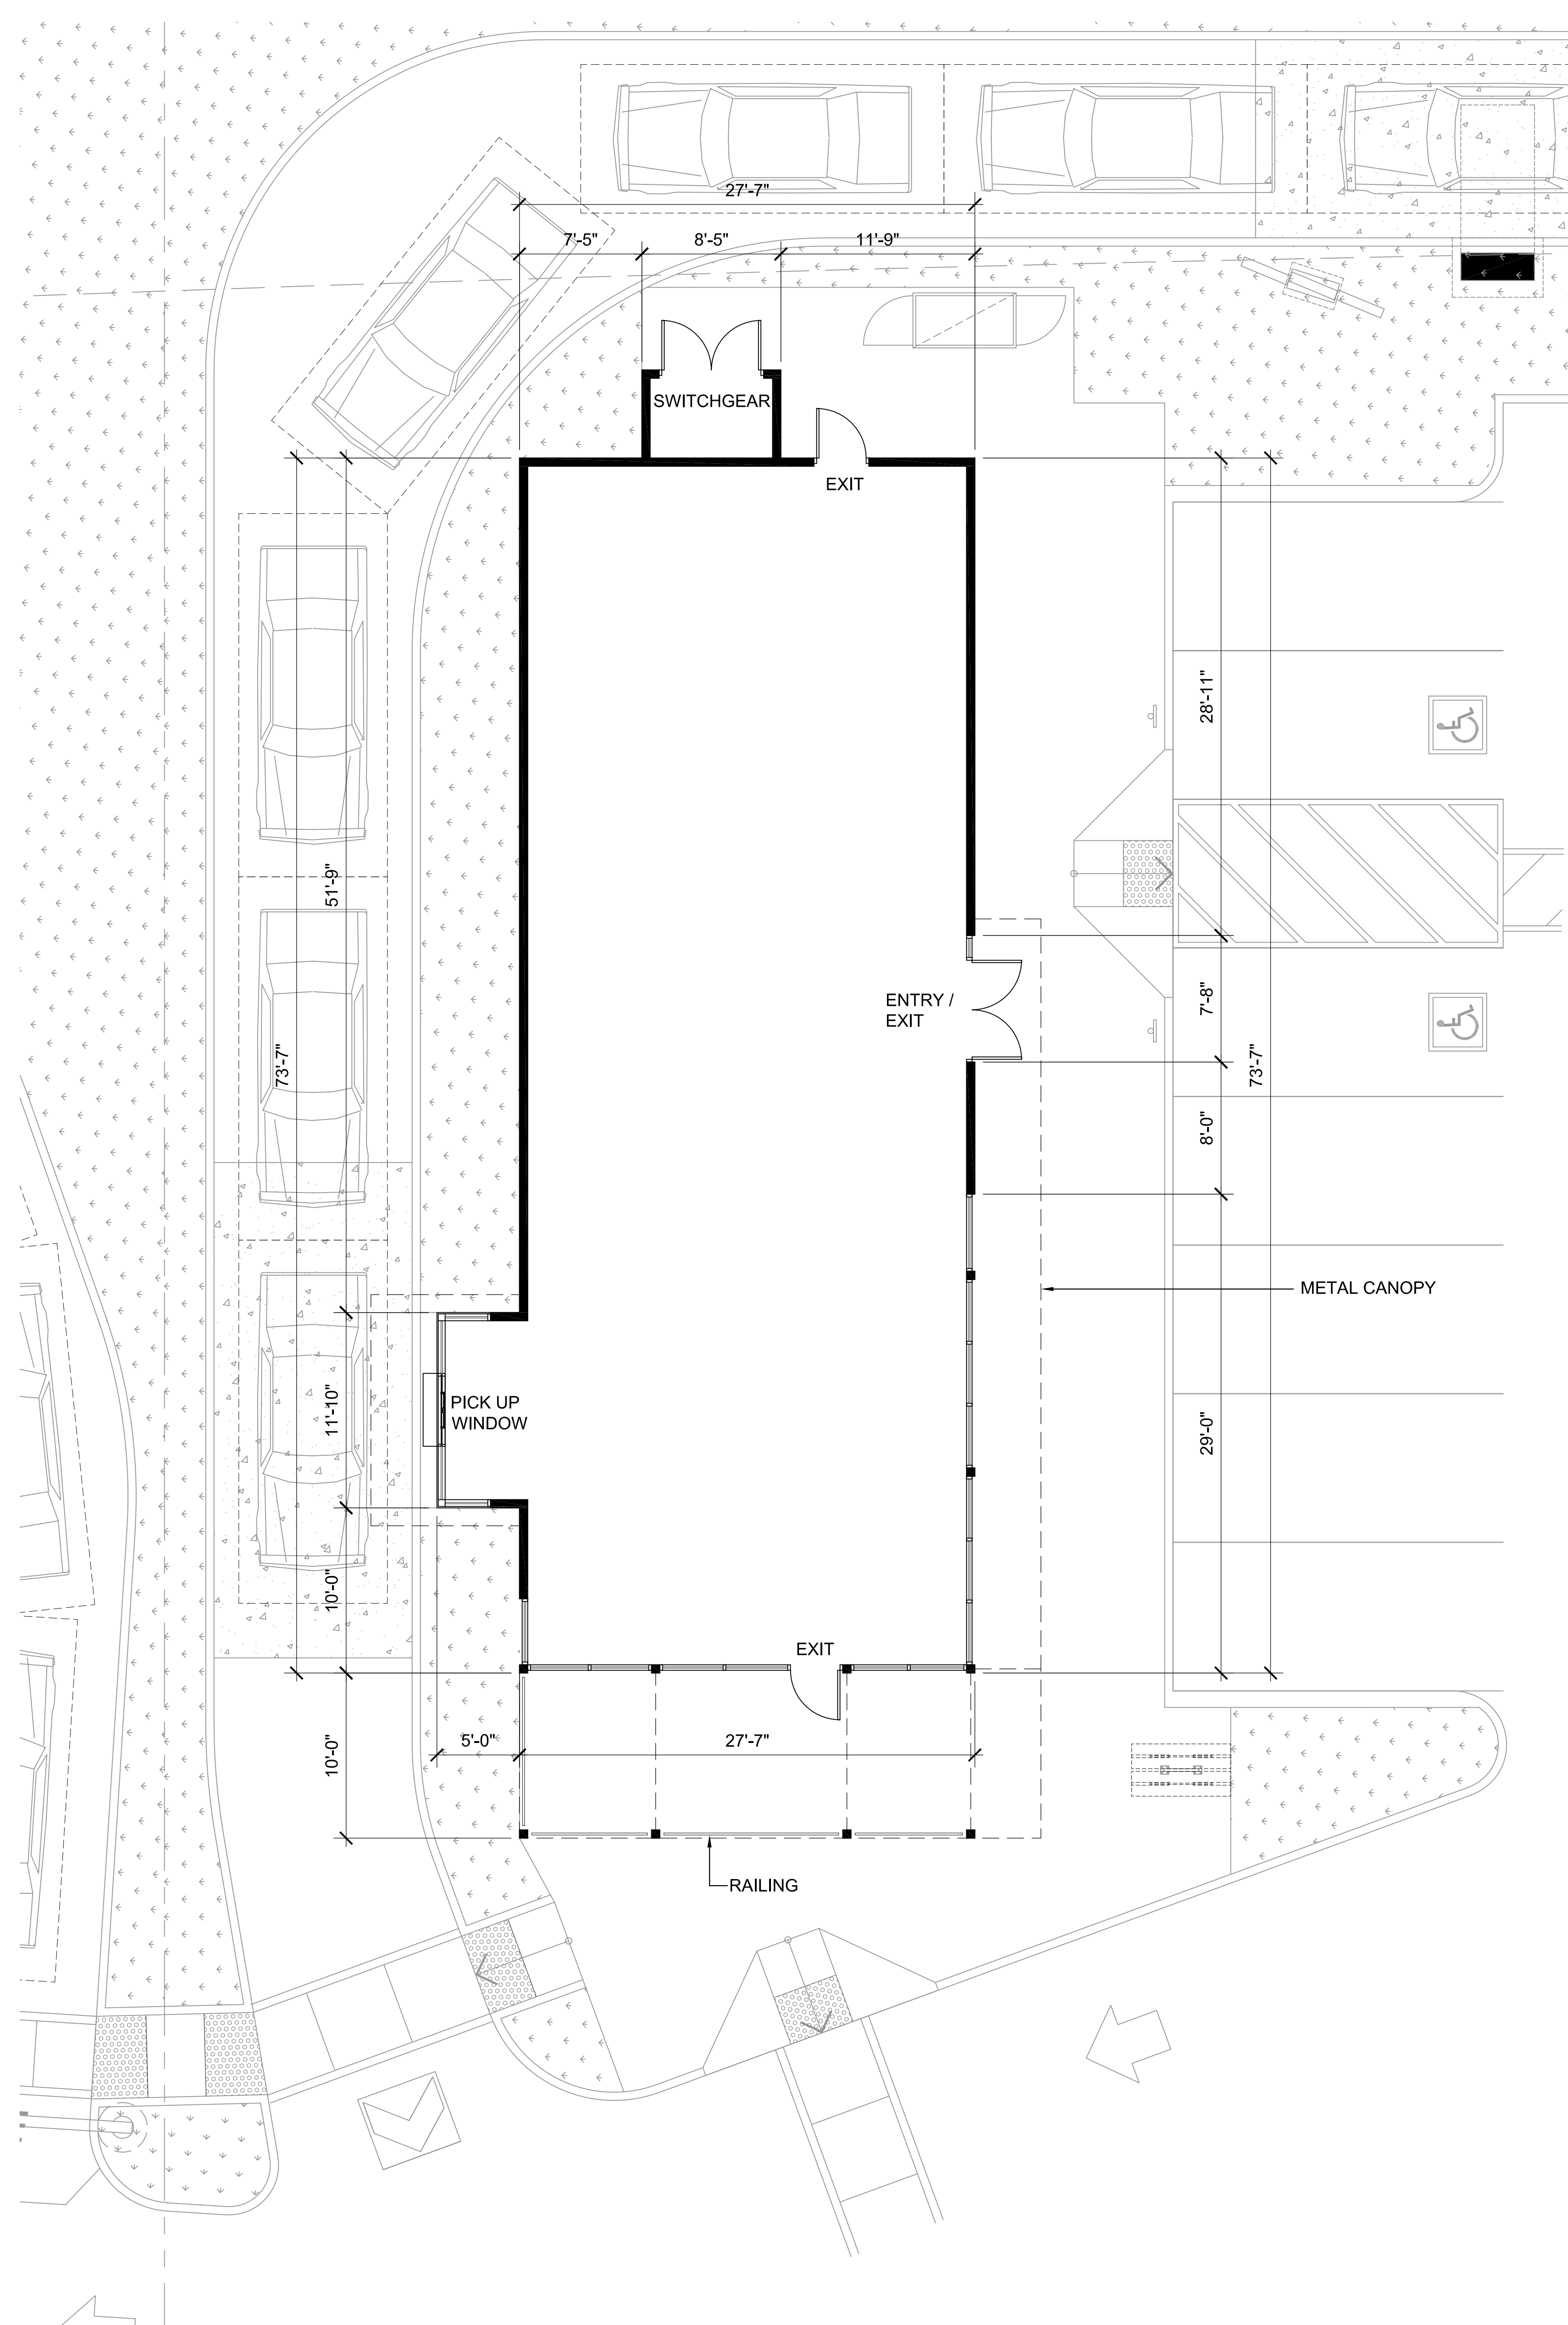 27'-7"
7'-5"
8'-5"
11'-9"
SWITCHGEAR
EXIT
28'-11"
51'-9"
ENTRY /
EXIT
7'-8"
73'-7"
73'-7"
8'-0"
METAL CANOPY
PICK UP
WINDOW
11'-10"
29'-0"
10'-0"
EXIT
5'-0"
27'-7"
10'-0"
RAILING